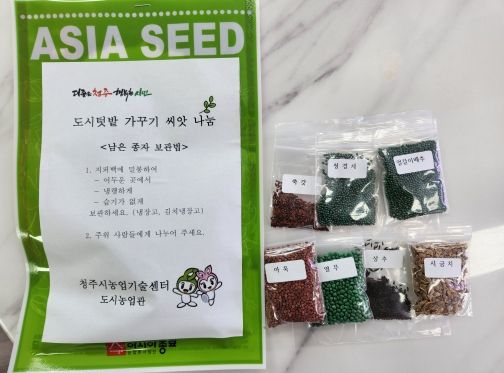 ASIA SEED
더좋은 청주 행복한 시민
도시텃밭 가꾸기 씨앗 나눔
<남은 종자 보관법>
1. 지퍼백에 밀봉하여
- 어두운 곳에서
- 냉랭하게
- 습기가 없게
보관하세요. (냉장고, 김치냉장고)
2. 주위 사람들에게 나누어 주세요.
청주시농업기술센터
도시농업관
아시아종묘
쑥갓
청경채
얼갈이배추
아욱
열무
상추
시금치